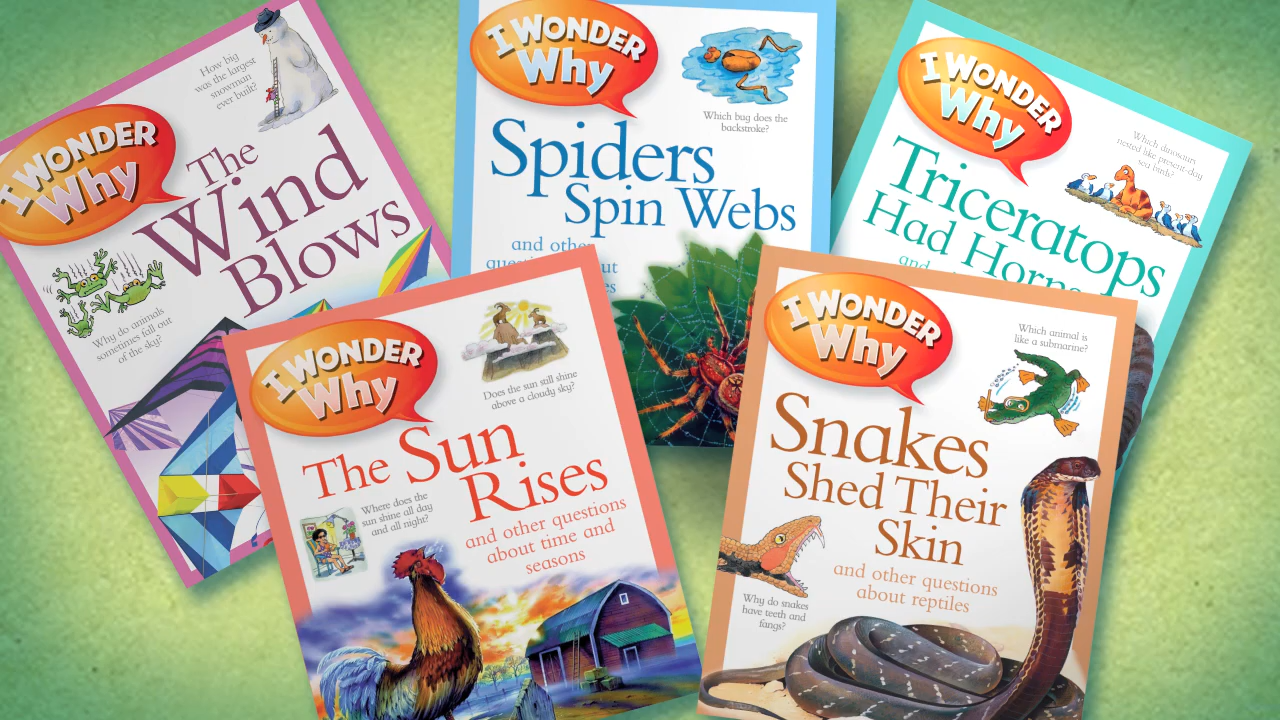 How big
was the largest
snowman
ever built?
I WONDER
Why
The
Wind
Blows
Why do animals
sometimes fall out
of the sky?
I WONDER
Why
Which bug does the
backstroke?
Spiders
Spin Webs
and other
I WONDER
Why
Which dinosaurs
nested like present-day
sea birds?
Triceratops
Had Horns
and
I WONDER
Why
Does the sun still shine
above a cloudy sky?
The Sun
Rises
Where does the
sun shine all day
and all night?
and other questions
about time and
seasons
I WONDER
Why
Which animal is
like a submarine?
Snakes
Shed Their
Skin
and other questions
about reptiles
Why do snakes
have teeth and
fangs?